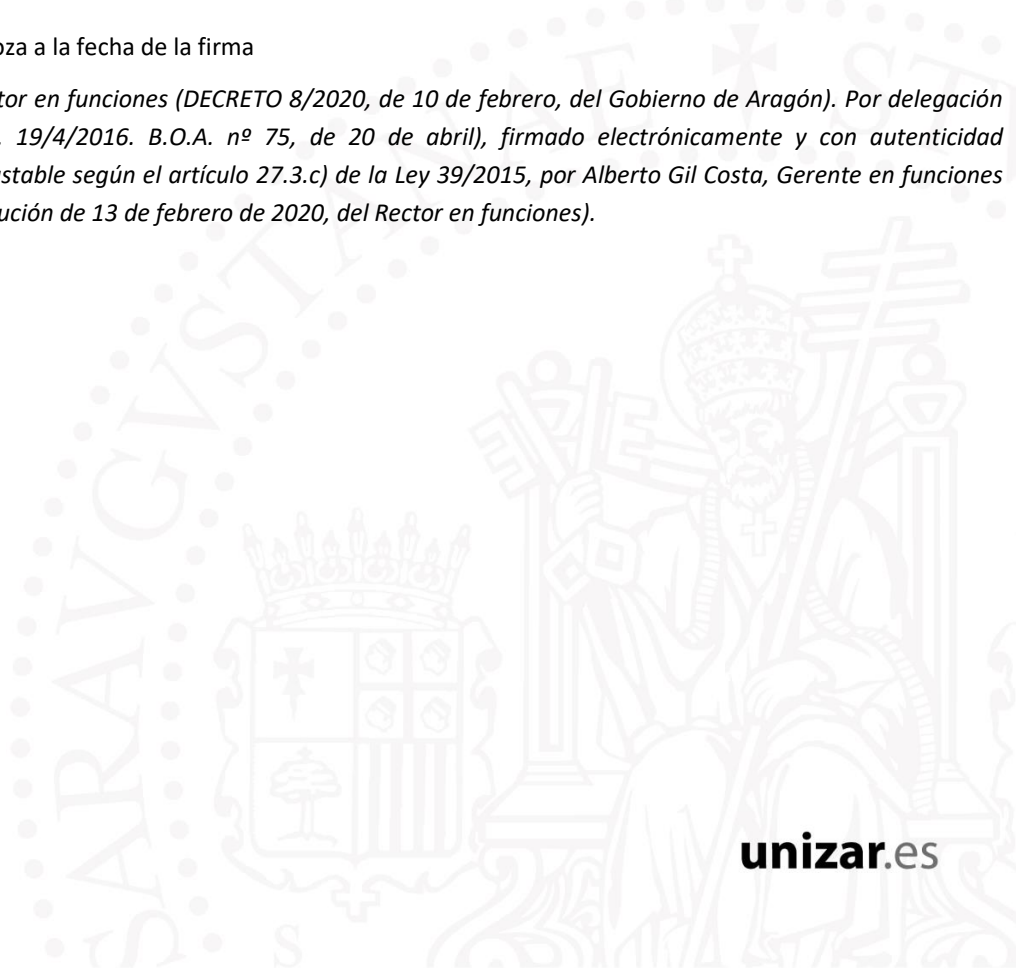 oza a la fecha de la firma
tor en funciones (DECRETO 8/2020, de 10 de febrero, del Gobierno de Aragón). Por delegación
. 19/4/2016. B.O.A. nº 75, de 20 de abril), firmado electrónicamente y con autenticidad
astable según el artículo 27.3.c) de la Ley 39/2015, por Alberto Gil Costa, Gerente en funciones
ución de 13 de febrero de 2020, del Rector en funciones).
SARAVGVSTANAE ST
S
unizar.es